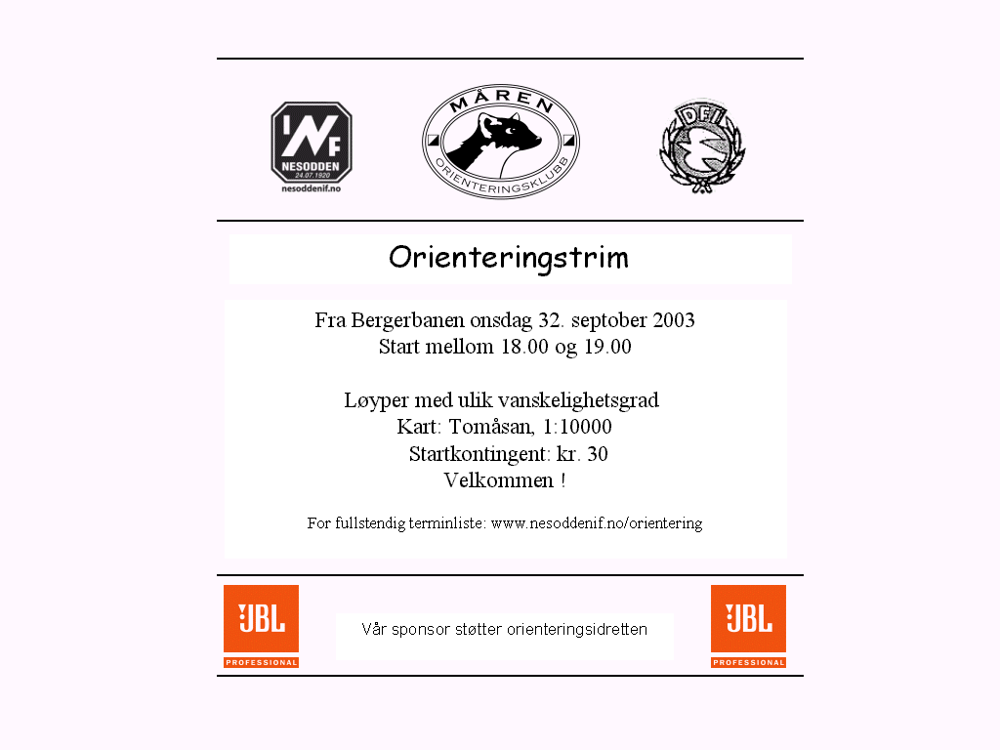 INF
NESODDEN
24.07.1920
nesoddenif.no
MÅREN
ORIENTERINGSKLUBB
DFI
Orienteringstrim
Fra Bergerbanen onsdag 32. septober 2003
Start mellom 18.00 og 19.00
Løyper med ulik vanskelighetsgrad
Kart: Tomåsan, 1:10000
Startkontingent: kr. 30
Velkommen !
For fullstendig terminliste: www.nesoddenif.no/orientering
JBL
PROFESSIONAL
Vår sponsor støtter orienteringsidretten
JBL
PROFESSIONAL